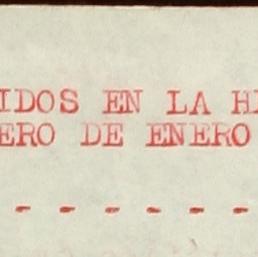 IDOS EN LA H
ERO DE ENERO
- - - - - -